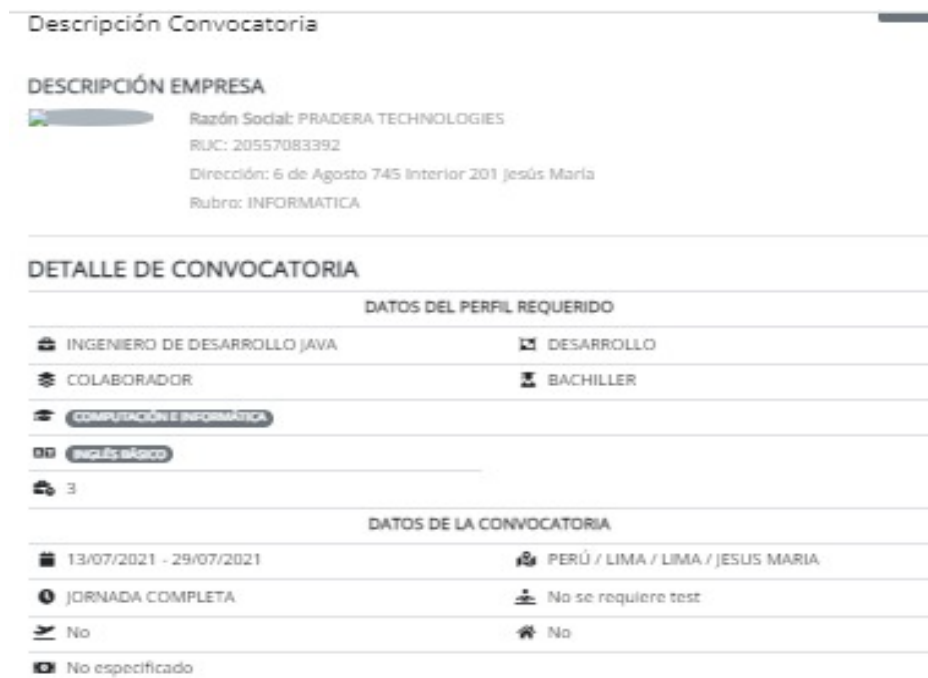 Descripción Convocatoria
DESCRIPCIÓN EMPRESA
Razón Social: PRADERA TECHNOLOGIES
RUC: 20557083392
Dirección: 6 de Agosto 745 Interior 201 Jesús María
Rubro: INFORMATICA
DETALLE DE CONVOCATORIA
DATOS DEL PERFIL REQUERIDO
INGENIERO DE DESARROLLO JAVA DESARROLLO
COLABORADOR BACHILLER
COMPUTACIÓN E INFORMÁTICA
INGLÉS BÁSICO
3
DATOS DE LA CONVOCATORIA
13/07/2021 - 29/07/2021 PERÚ / LIMA / LIMA / JESUS MARIA
JORNADA COMPLETA No se requiere test
No No
No especificado